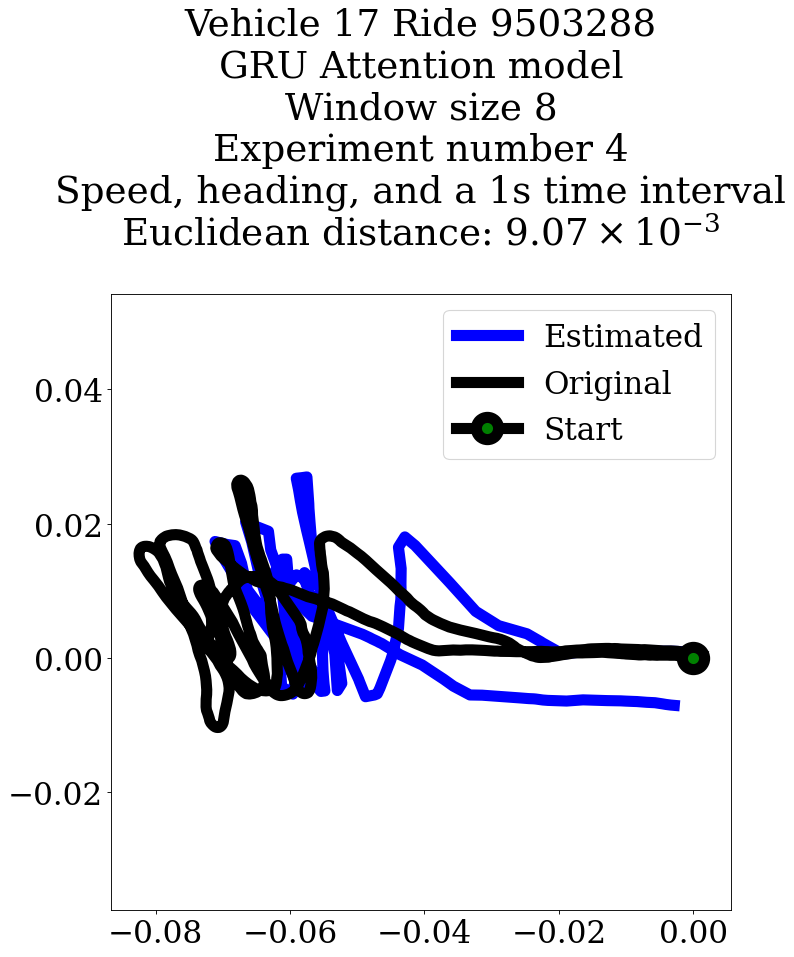 Vehicle 17 Ride 9503288
GRU Attention model
Window size 8
Experiment number 4
Speed, heading, and a 1s time interval
Euclidean distance: 9.07 × 10⁻³
Estimated
Original
Start
0.04
0.02
0.00
−0.02
−0.08 −0.06 −0.04 −0.02 0.00